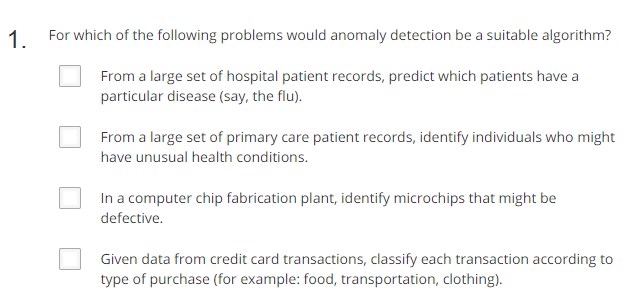 1. For which of the following problems would anomaly detection be a suitable algorithm?
From a large set of hospital patient records, predict which patients have a
particular disease (say, the flu).
From a large set of primary care patient records, identify individuals who might
have unusual health conditions.
In a computer chip fabrication plant, identify microchips that might be
defective.
Given data from credit card transactions, classify each transaction according to
type of purchase (for example: food, transportation, clothing).